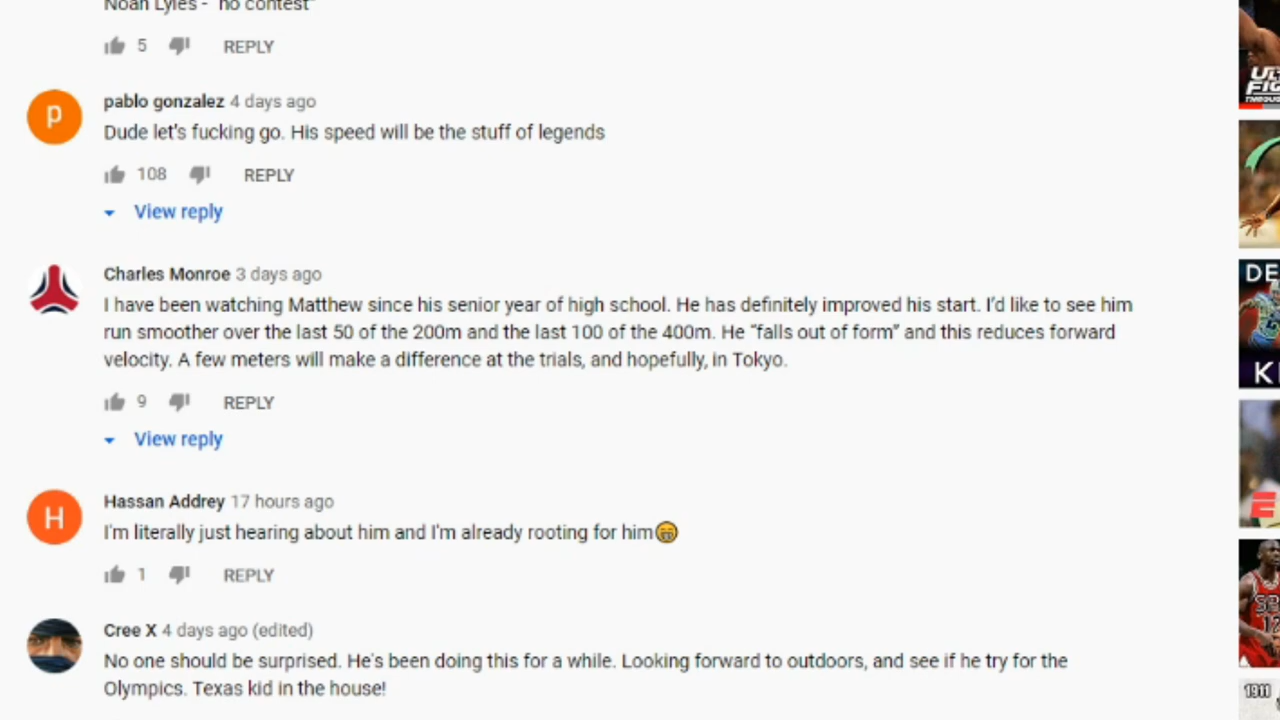 Noah Lyles - "no contest"
5 REPLY
pablo gonzalez 4 days ago
Dude let's fucking go. His speed will be the stuff of legends
108 REPLY
View reply
Charles Monroe 3 days ago
I have been watching Matthew since his senior year of high school. He has definitely improved his start. I'd like to see him
run smoother over the last 50 of the 200m and the last 100 of the 400m. He “falls out of form” and this reduces forward
velocity. A few meters will make a difference at the trials, and hopefully, in Tokyo.
9 REPLY
View reply
H
Hassan Addrey 17 hours ago
I'm literally just hearing about him and I'm already rooting for him😁
1 REPLY
Cree X 4 days ago (edited)
No one should be surprised. He's been doing this for a while. Looking forward to outdoors, and see if he try for the
Olympics. Texas kid in the house!
P
DE
K
1911